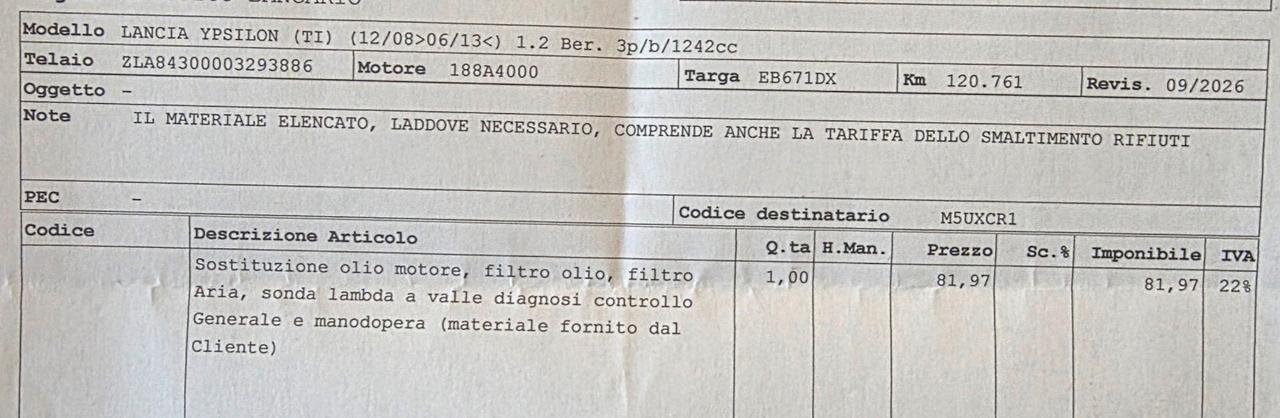 Modello LANCIA YPSILON (TI) (12/08>06/13<) 1.2 Ber. 3p/b/1242cc
Telaio ZLA84300003293886 Motore 188A4000 Targa EB671DX Km 120.761 Revis. 09/2026
Oggetto -
Note IL MATERIALE ELENCATO, LADDOVE NECESSARIO, COMPRENDE ANCHE LA TARIFFA DELLO SMALTIMENTO RIFIUTI
PEC - Codice destinatario M5UXCR1
Codice Descrizione Articolo Q.ta H.Man. Prezzo Sc.% Imponibile IVA
Sostituzione olio motore, filtro olio, filtro 1,00 81,97 81,97 22%
Aria, sonda lambda a valle diagnosi controllo
Generale e manodopera (materiale fornito dal
Cliente)